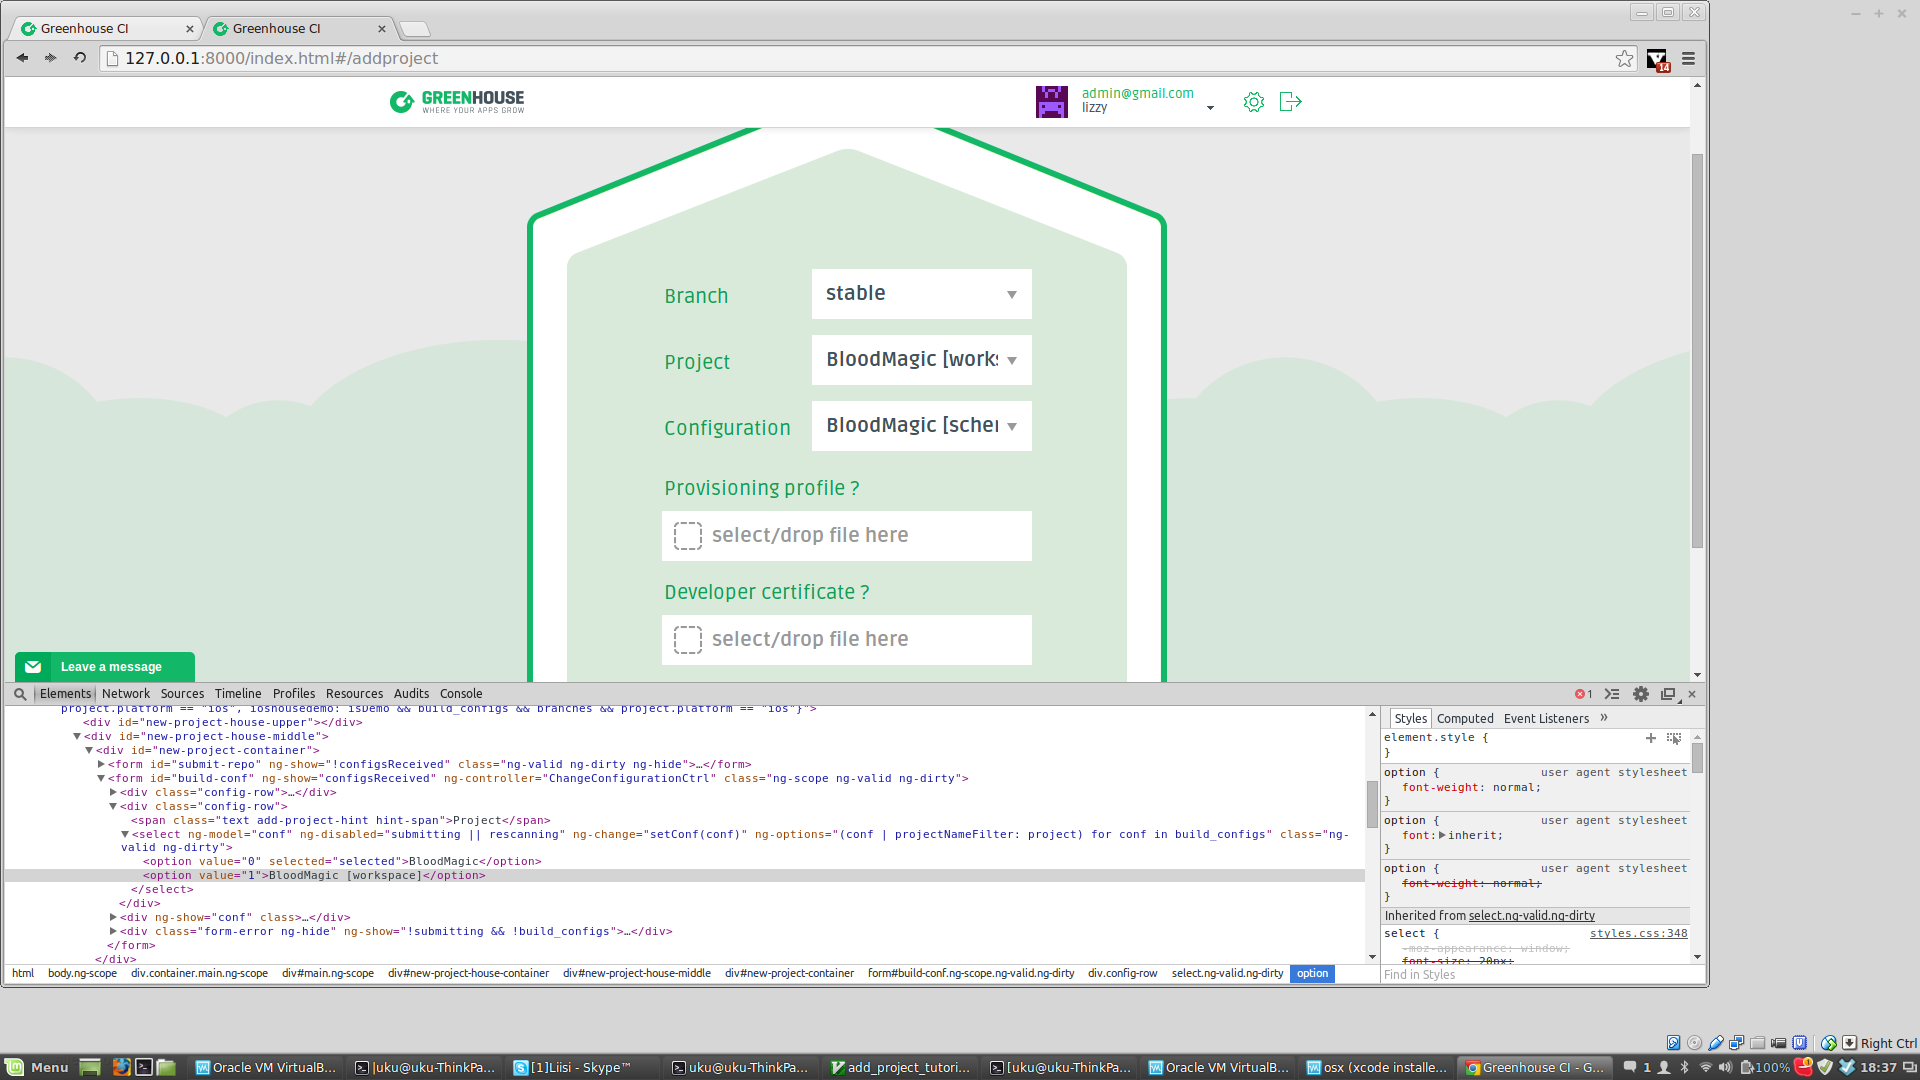 Greenhouse CI
Greenhouse CI
127.0.0.1:8000/index.html#/addproject
14
GREENHOUSE
WHERE YOUR APPS GROW
admin@gmail.com
lizzy
Branch
stable
Project
BloodMagic [works
Configuration
BloodMagic [scher
Provisioning profile ?
select/drop file here
Developer certificate ?
select/drop file here
Leave a message
Elements Network Sources Timeline Profiles Resources Audits Console
1
project.platform == "ios", ioshousedemo: isDemo && build_configs && branches && project.platform == "ios"}">
<div id="new-project-house-upper"></div>
<div id="new-project-house-middle">
<div id="new-project-container">
<form id="submit-repo" ng-show="!configsReceived" class="ng-valid ng-dirty ng-hide">…</form>
<form id="build-conf" ng-show="configsReceived" ng-controller="ChangeConfigurationCtrl" class="ng-scope ng-valid ng-dirty">
<div class="config-row">…</div>
<div class="config-row">
<span class="text add-project-hint hint-span">Project</span>
<select ng-model="conf" ng-disabled="submitting || rescanning" ng-change="setConf(conf)" ng-options="(conf | projectNameFilter: project) for conf in build_configs" class="ng-
valid ng-dirty">
<option value="0" selected="selected">BloodMagic</option>
<option value="1">BloodMagic [workspace]</option>
</select>
</div>
<div ng-show="conf" class>…</div>
<div class="form-error ng-hide" ng-show="!submitting && !build_configs">…</div>
</form>
</div>
html body.ng-scope div.container.main.ng-scope div#main.ng-scope div#new-project-house-container div#new-project-house-middle div#new-project-container form#build-conf.ng-scope.ng-valid.ng-dirty div.config-row select.ng-valid.ng-dirty option
Styles Computed Event Listeners »
element.style {
}
option { user agent stylesheet
font-weight: normal;
}
option { user agent stylesheet
font: inherit;
}
option { user agent stylesheet
font-weight: normal;
}
Inherited from select.ng-valid.ng-dirty
select { styles.css:348
-moz-appearance: window;
font-size: 20px;
Find in Styles
Right Ctrl
Menu
Oracle VM VirtualB...
|uku@uku-ThinkPa...
[1]Liisi - Skype™
uku@uku-ThinkPa...
add_project_tutori...
[uku@uku-ThinkPa...
Oracle VM VirtualB...
osx (xcode installe...
Greenhouse CI - G...
1
100%
18:37